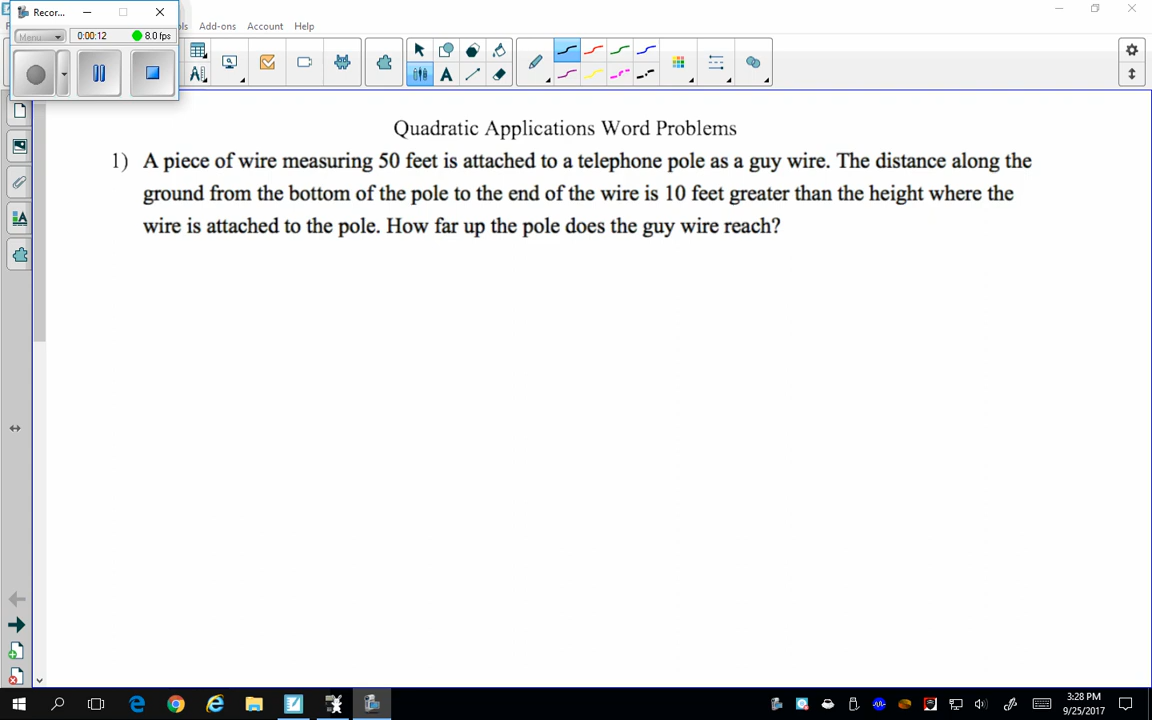 Recor...
Menu
0:00:12
8.0 fps
Add-ons
Account
Help
Quadratic Applications Word Problems
1) A piece of wire measuring 50 feet is attached to a telephone pole as a guy wire. The distance along the
ground from the bottom of the pole to the end of the wire is 10 feet greater than the height where the
wire is attached to the pole. How far up the pole does the guy wire reach?
3:28 PM
9/25/2017